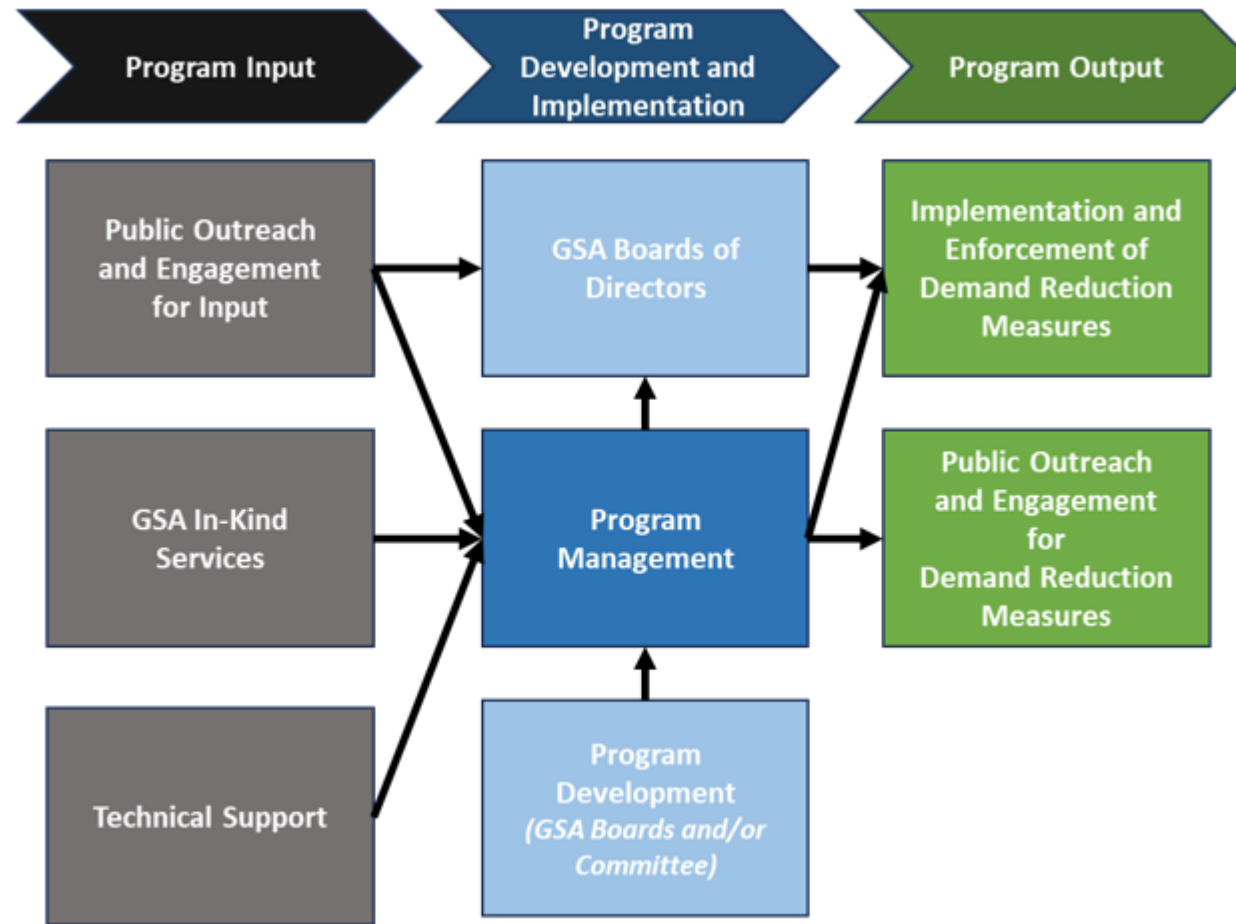 Program Input
Program
Development and
Implementation
Program Output
Public Outreach
and Engagement
for Input
GSA Boards of
Directors
Implementation and
Enforcement of
Demand Reduction
Measures
GSA In-Kind
Services
Program
Management
Public Outreach
and Engagement
for
Demand Reduction
Measures
Technical Support
Program
Development
(GSA Boards and/or
Committee)